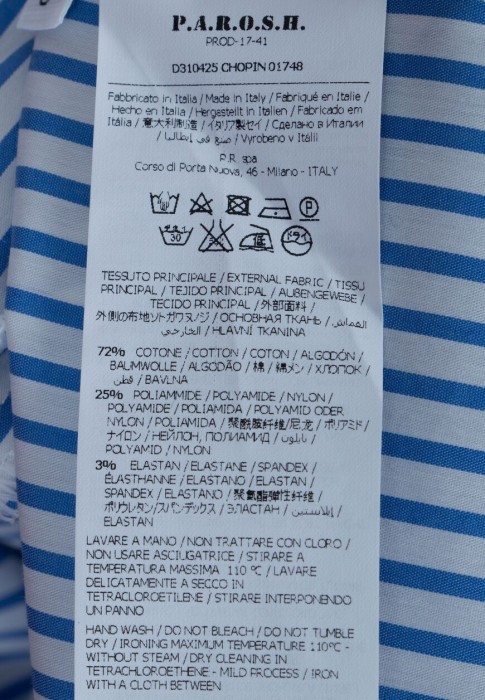 P.A.R.O.S.H.
PROD-17-41
D310425 CHOPIN 01748
Fabbricato in Italia / Made in Italy / Fabriqué en Italie /
Hecho en Italia / Hergestellt in Italien / Fabricado em
Itália / 意大利制造 / イタリア製セイ / Сделано в Италии
/ صنع في إيطاليا / Vyrobeno v Itálii
P.R. spa
Corso di Porta Nuova, 46 - Milano - ITALY
P
30 ドライ
TESSUTO PRINCIPALE / EXTERNAL FABRIC / TISSU
PRINCIPAL / TEJIDO PRINCIPAL / AUßENGEWEBE /
TECIDO PRINCIPAL / 外部面料 /
外側の布地ソトガワヌノジ / ОСНОВНАЯ ТКАНЬ / القماش
الخارجي / HLAVNÍ TKANINA
72% COTONE / COTTON / COTON / ALGODÓN /
BAUMWOLLE / ALGODÃO / 棉 / 綿メン / ХЛОПОК /
قطن / BAVLNA
25% POLIAMMIDE / POLYAMIDE / NYLON /
POLYAMIDE / POLIAMIDA / POLYAMID ODER
NYLON / POLIAMIDA / 聚酰胺纤维/尼龙 / ポリアミド/
ナイロン / НЕЙЛОН, ПОЛИАМИД / نايلون /
POLYAMID / NYLON
3% ELASTAN / ELASTANE / SPANDEX /
ÉLASTHANNE / ELASTANO / ELASTAN /
SPANDEX / ELASTANO / 聚氨酯弹性纤维/
ポリウレタン/スパンデックス / ЭЛАСТАН / إيلاستين /
ELASTAN
LAVARE A MANO / NON TRATTARE CON CLORO /
NON USARE ASCIUGATRICE / STIRARE A
TEMPERATURA MASSIMA 110 °C / LAVARE
DELICATAMENTE A SECCO IN
TETRACLOROETILENE / STIRARE INTERPONENDO
UN PANNO
HAND WASH / DO NOT BLEACH / DO NOT TUMBLE
DRY / IRONING MAXIMUM TEMPERATURE 110°C -
WITHOUT STEAM / DRY CLEANING IN
TETRACHLOROETHENE - MILD PROCESS / IRON
WITH A CLOTH BETWEEN